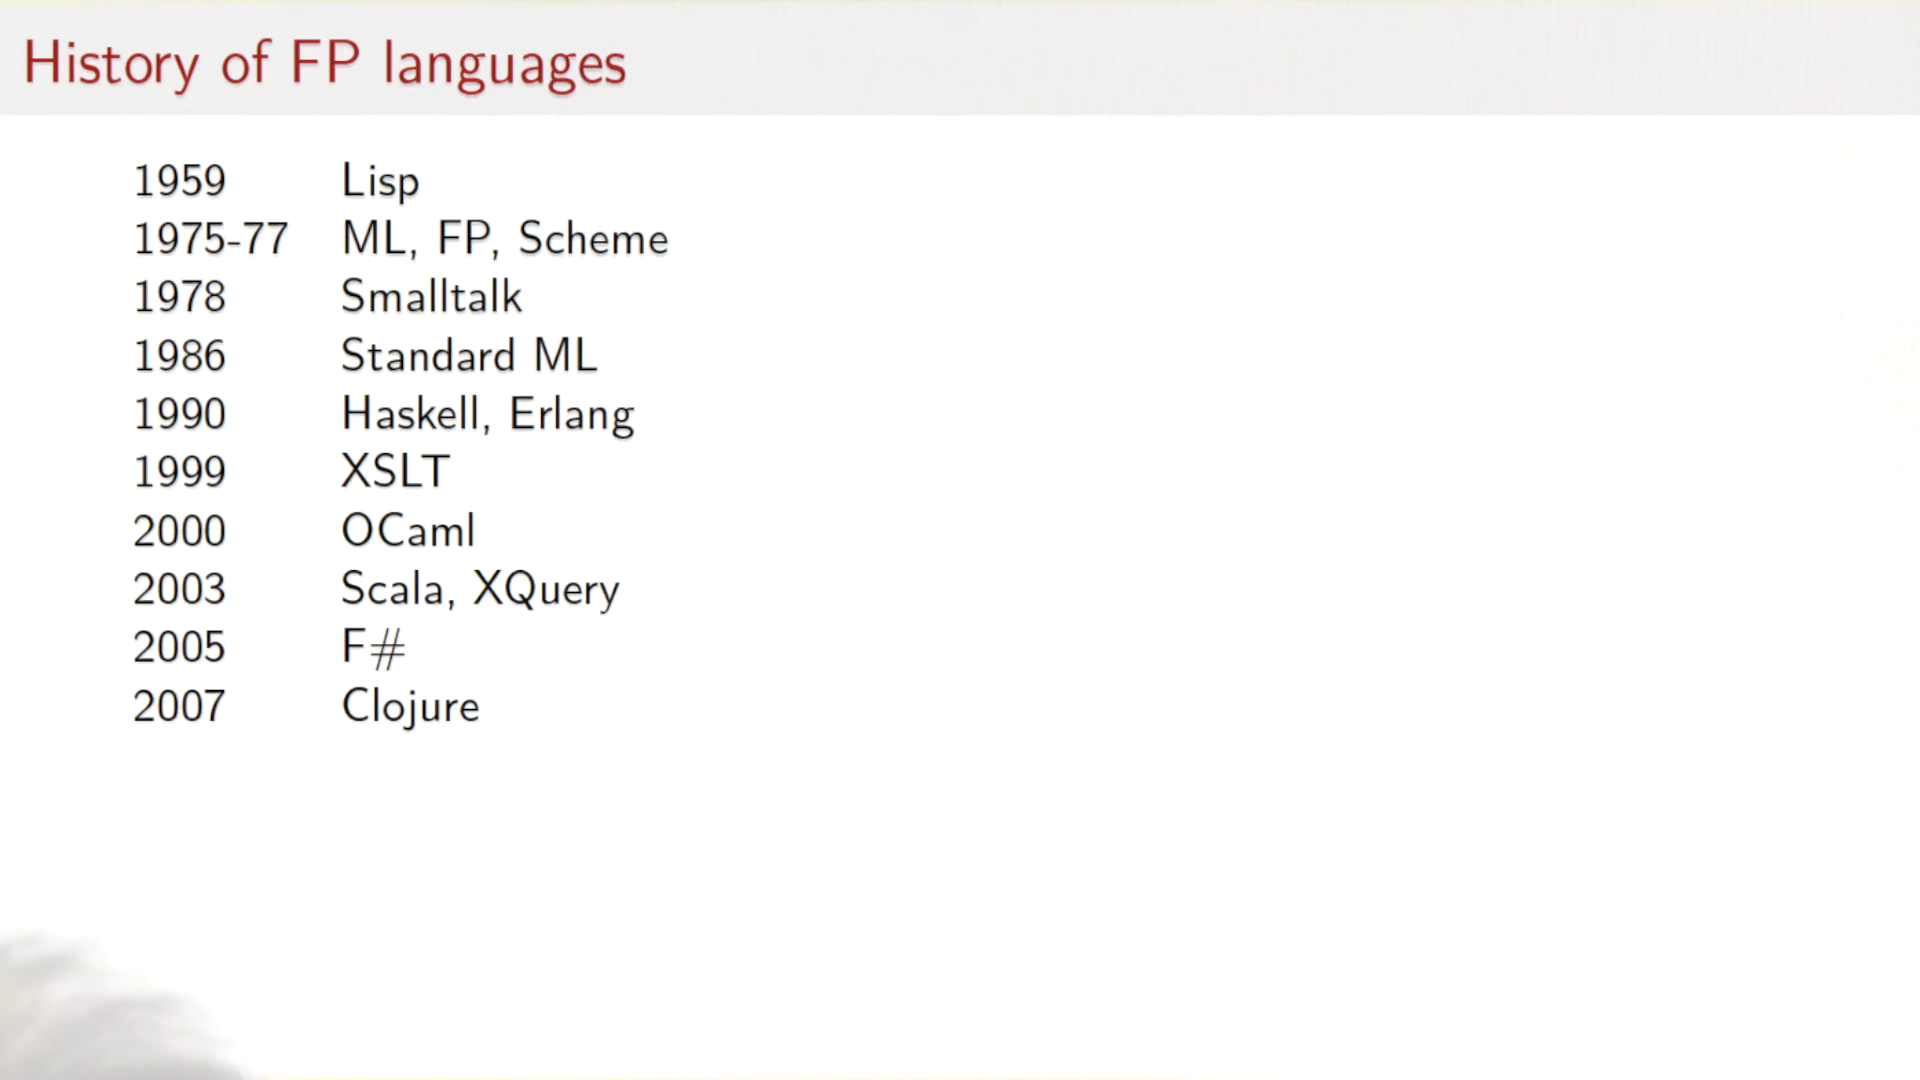 History of FP languages
1959 Lisp
1975-77 ML, FP, Scheme
1978 Smalltalk
1986 Standard ML
1990 Haskell, Erlang
1999 XSLT
2000 OCaml
2003 Scala, XQuery
2005 F#
2007 Clojure